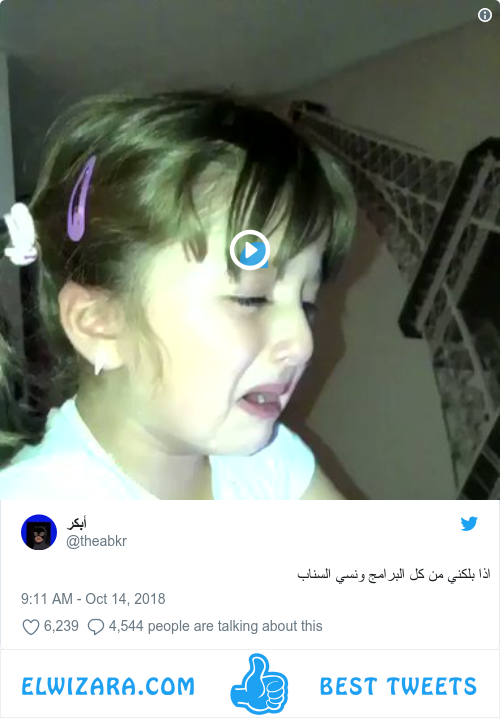 أبكر
@theabkr
اذا بلكني من كل البرامج ونسي السناب
9:11 AM - Oct 14, 2018
6,239 4,544 people are talking about this
ELWIZARA.COM BEST TWEETS